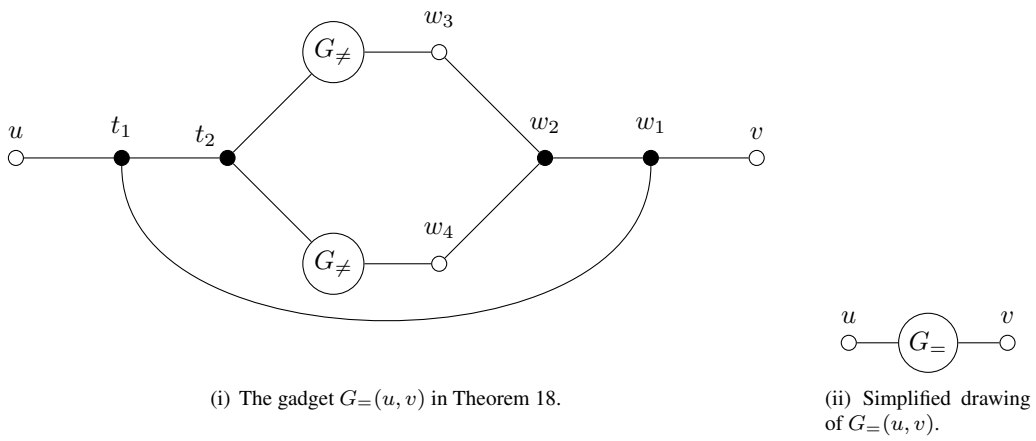 w₃
G≠
u t₁ t₂ w₂ w₁ v
w₄
G≠
u v
G₌
(i) The gadget G₌(u, v) in Theorem 18.
(ii) Simplified drawing
of G₌(u, v).